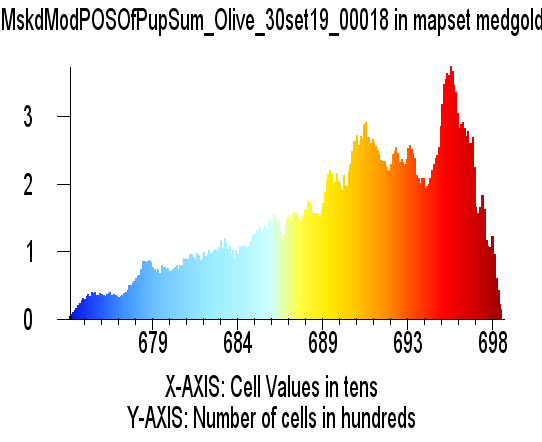 MskdModPOSOfPupSum_Olive_30set19_00018 in mapset medgold
3
2
1
0
679 684 689 693 698
X-AXIS: Cell Values in tens
Y-AXIS: Number of cells in hundreds